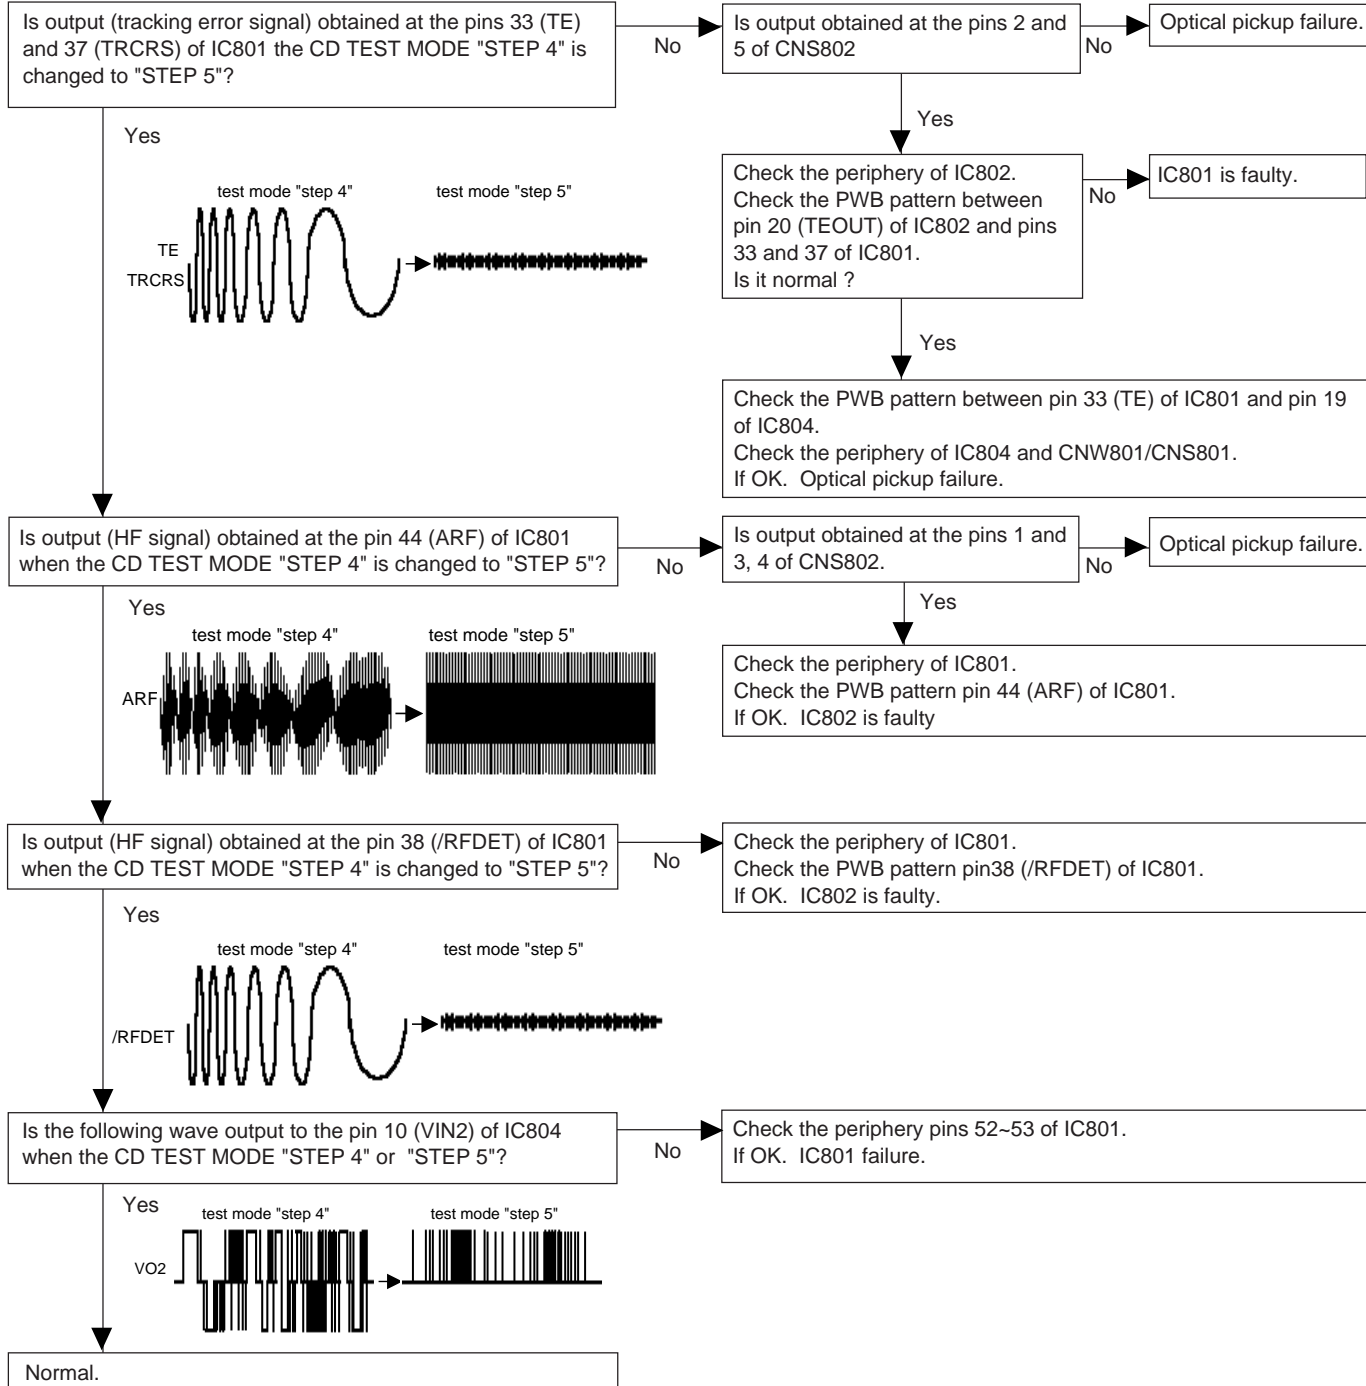 Is output (tracking error signal) obtained at the pins 33 (TE)
and 37 (TRCRS) of IC801 the CD TEST MODE "STEP 4" is
changed to "STEP 5"?
No
Is output obtained at the pins 2 and
5 of CNS802
No
Optical pickup failure.
Yes
Yes
Check the periphery of IC802.
Check the PWB pattern between
pin 20 (TEOUT) of IC802 and pins
33 and 37 of IC801.
Is it normal ?
No
IC801 is faulty.
test mode "step 4"
test mode "step 5"
TE
TRCRS
Yes
Check the PWB pattern between pin 33 (TE) of IC801 and pin 19
of IC804.
Check the periphery of IC804 and CNW801/CNS801.
If OK.  Optical pickup failure.
Is output (HF signal) obtained at the pin 44 (ARF) of IC801
when the CD TEST MODE "STEP 4" is changed to "STEP 5"?
No
Is output obtained at the pins 1 and
3, 4 of CNS802.
No
Optical pickup failure.
Yes
Yes
test mode "step 4"
test mode "step 5"
ARF
Check the periphery of IC801.
Check the PWB pattern pin 44 (ARF) of IC801.
If OK.  IC802 is faulty
Is output (HF signal) obtained at the pin 38 (/RFDET) of IC801
when the CD TEST MODE "STEP 4" is changed to "STEP 5"?
No
Check the periphery of IC801.
Check the PWB pattern pin38 (/RFDET) of IC801.
If OK.  IC802 is faulty.
Yes
test mode "step 4"
test mode "step 5"
/RFDET
Is the following wave output to the pin 10 (VIN2) of IC804
when the CD TEST MODE "STEP 4" or  "STEP 5"?
No
Check the periphery pins 52~53 of IC801.
If OK.  IC801 failure.
Yes
test mode "step 4"
test mode "step 5"
VO2
Normal.